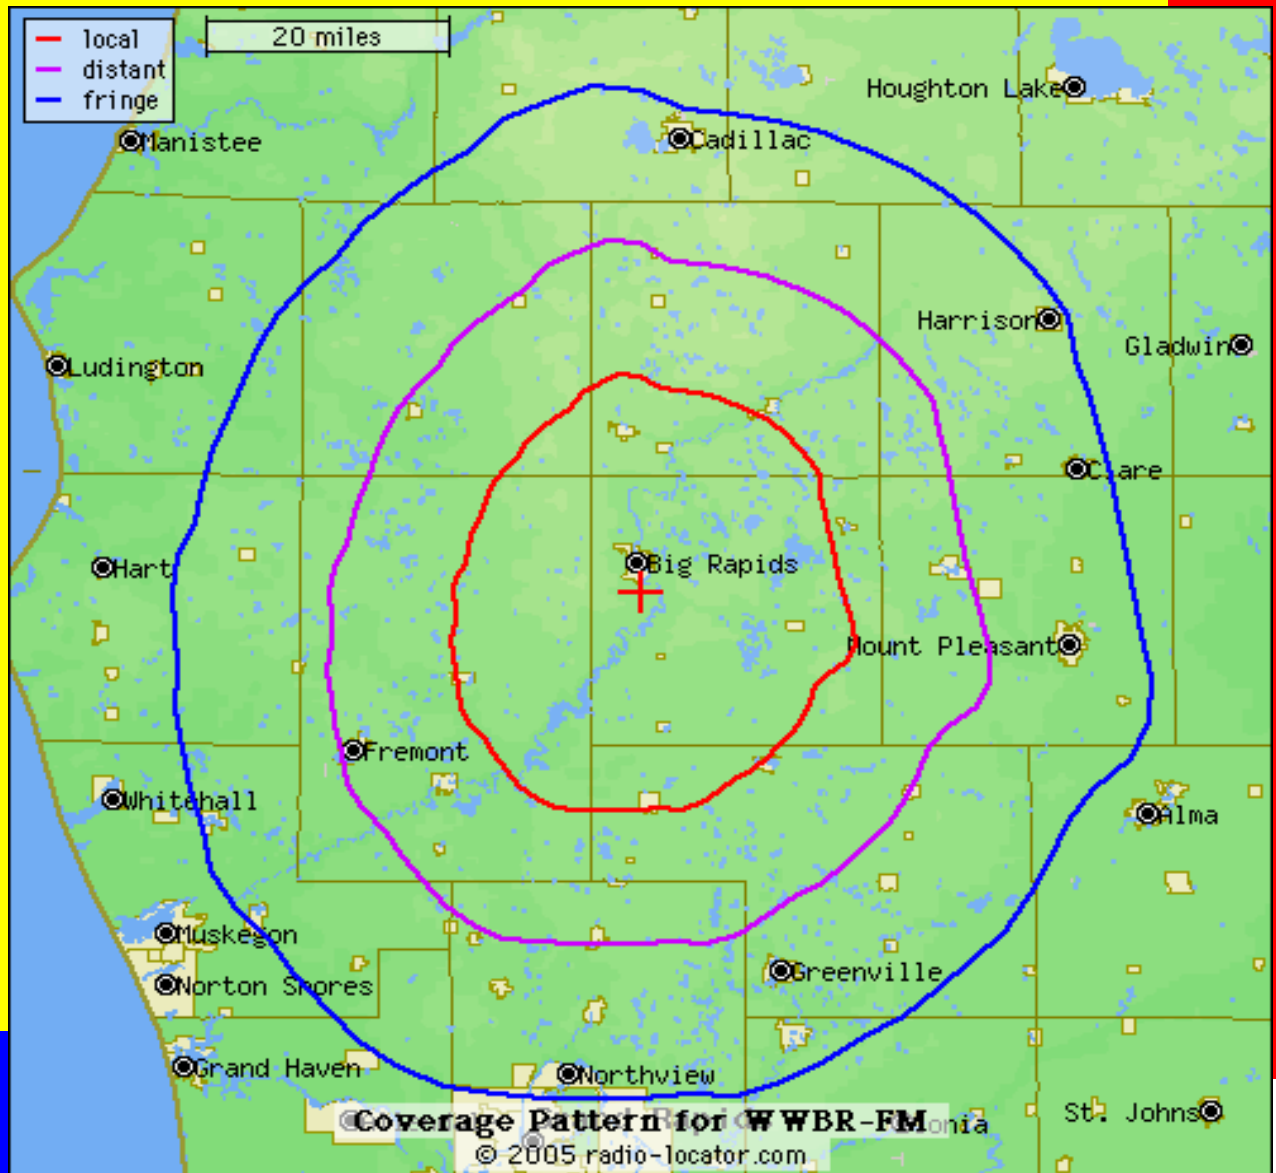 local
20 miles
distant
fringe
Houghton Lake
Manistee
Cadillac
Harrison
Gladwin
Ludington
Clare
Big Rapids
Hart
Mount Pleasant
Fremont
Whitehall
Alma
Muskegon
Greenville
Norton Shores
Grand Haven
Northview
St. Johns
Coverage Pattern for WWBR-FM
© 2005 radio-locator.com